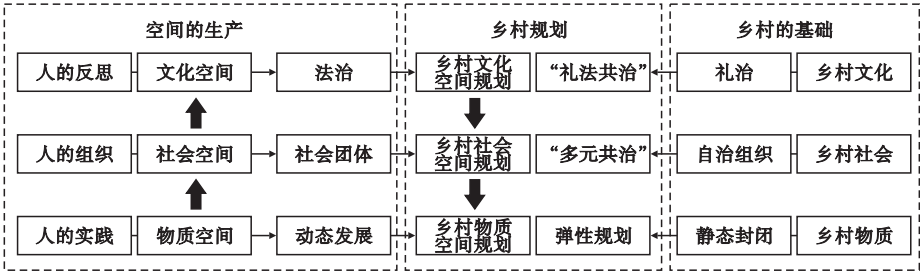 空间的生产
乡村规划
乡村的基础
人的反思
文化空间
法治
乡村文化
空间规划
“礼法共治”
礼治
乡村文化
人的组织
社会空间
社会团体
乡村社会
空间规划
“多元共治”
自治组织
乡村社会
人的实践
物质空间
动态发展
乡村物质
空间规划
弹性规划
静态封闭
乡村物质